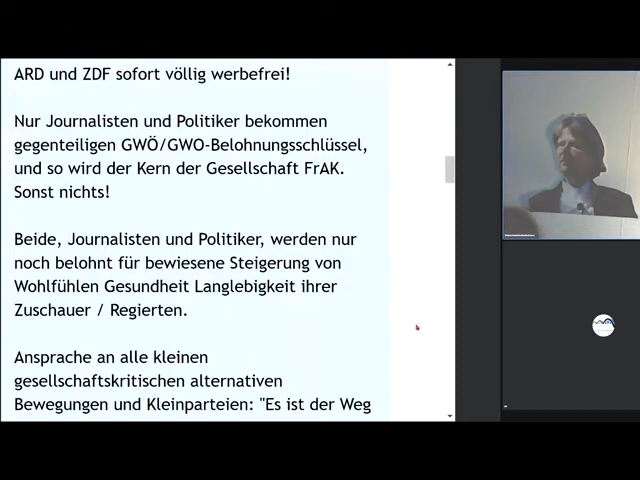 ARD und ZDF sofort völlig werbefrei!
Nur Journalisten und Politiker bekommen
gegenteiligen GWÖ/GWO-Belohnungsschlüssel,
und so wird der Kern der Gesellschaft FrAK.
Sonst nichts!
Beide, Journalisten und Politiker, werden nur
noch belohnt für bewiesene Steigerung von
Wohlfühlen Gesundheit Langlebigkeit ihrer
Zuschauer / Regierten.
Ansprache an alle kleinen
gesellschaftskritischen alternativen
Bewegungen und Kleinparteien: "Es ist der Weg